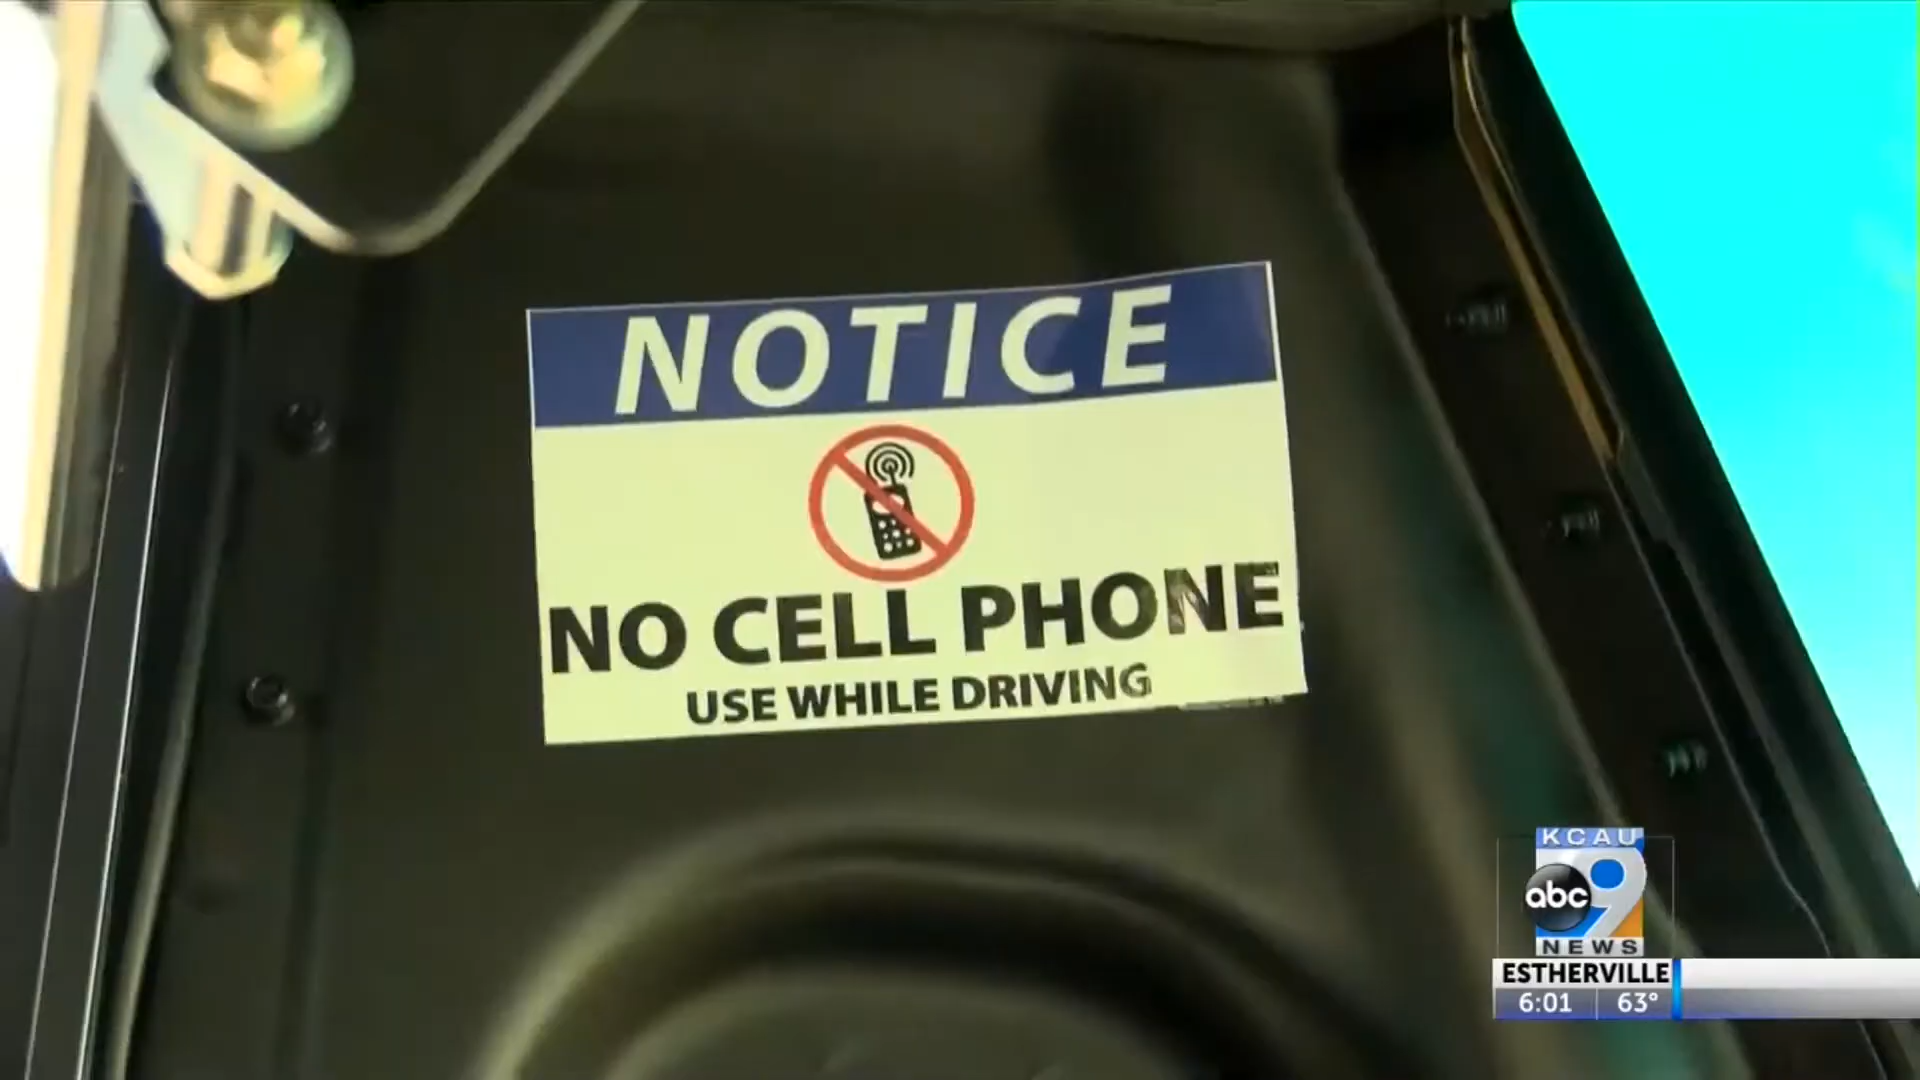 NOTICE
NO CELL PHONE
USE WHILE DRIVING
KCAU
abc 9
NEWS
ESTHERVILLE
6:01 63°